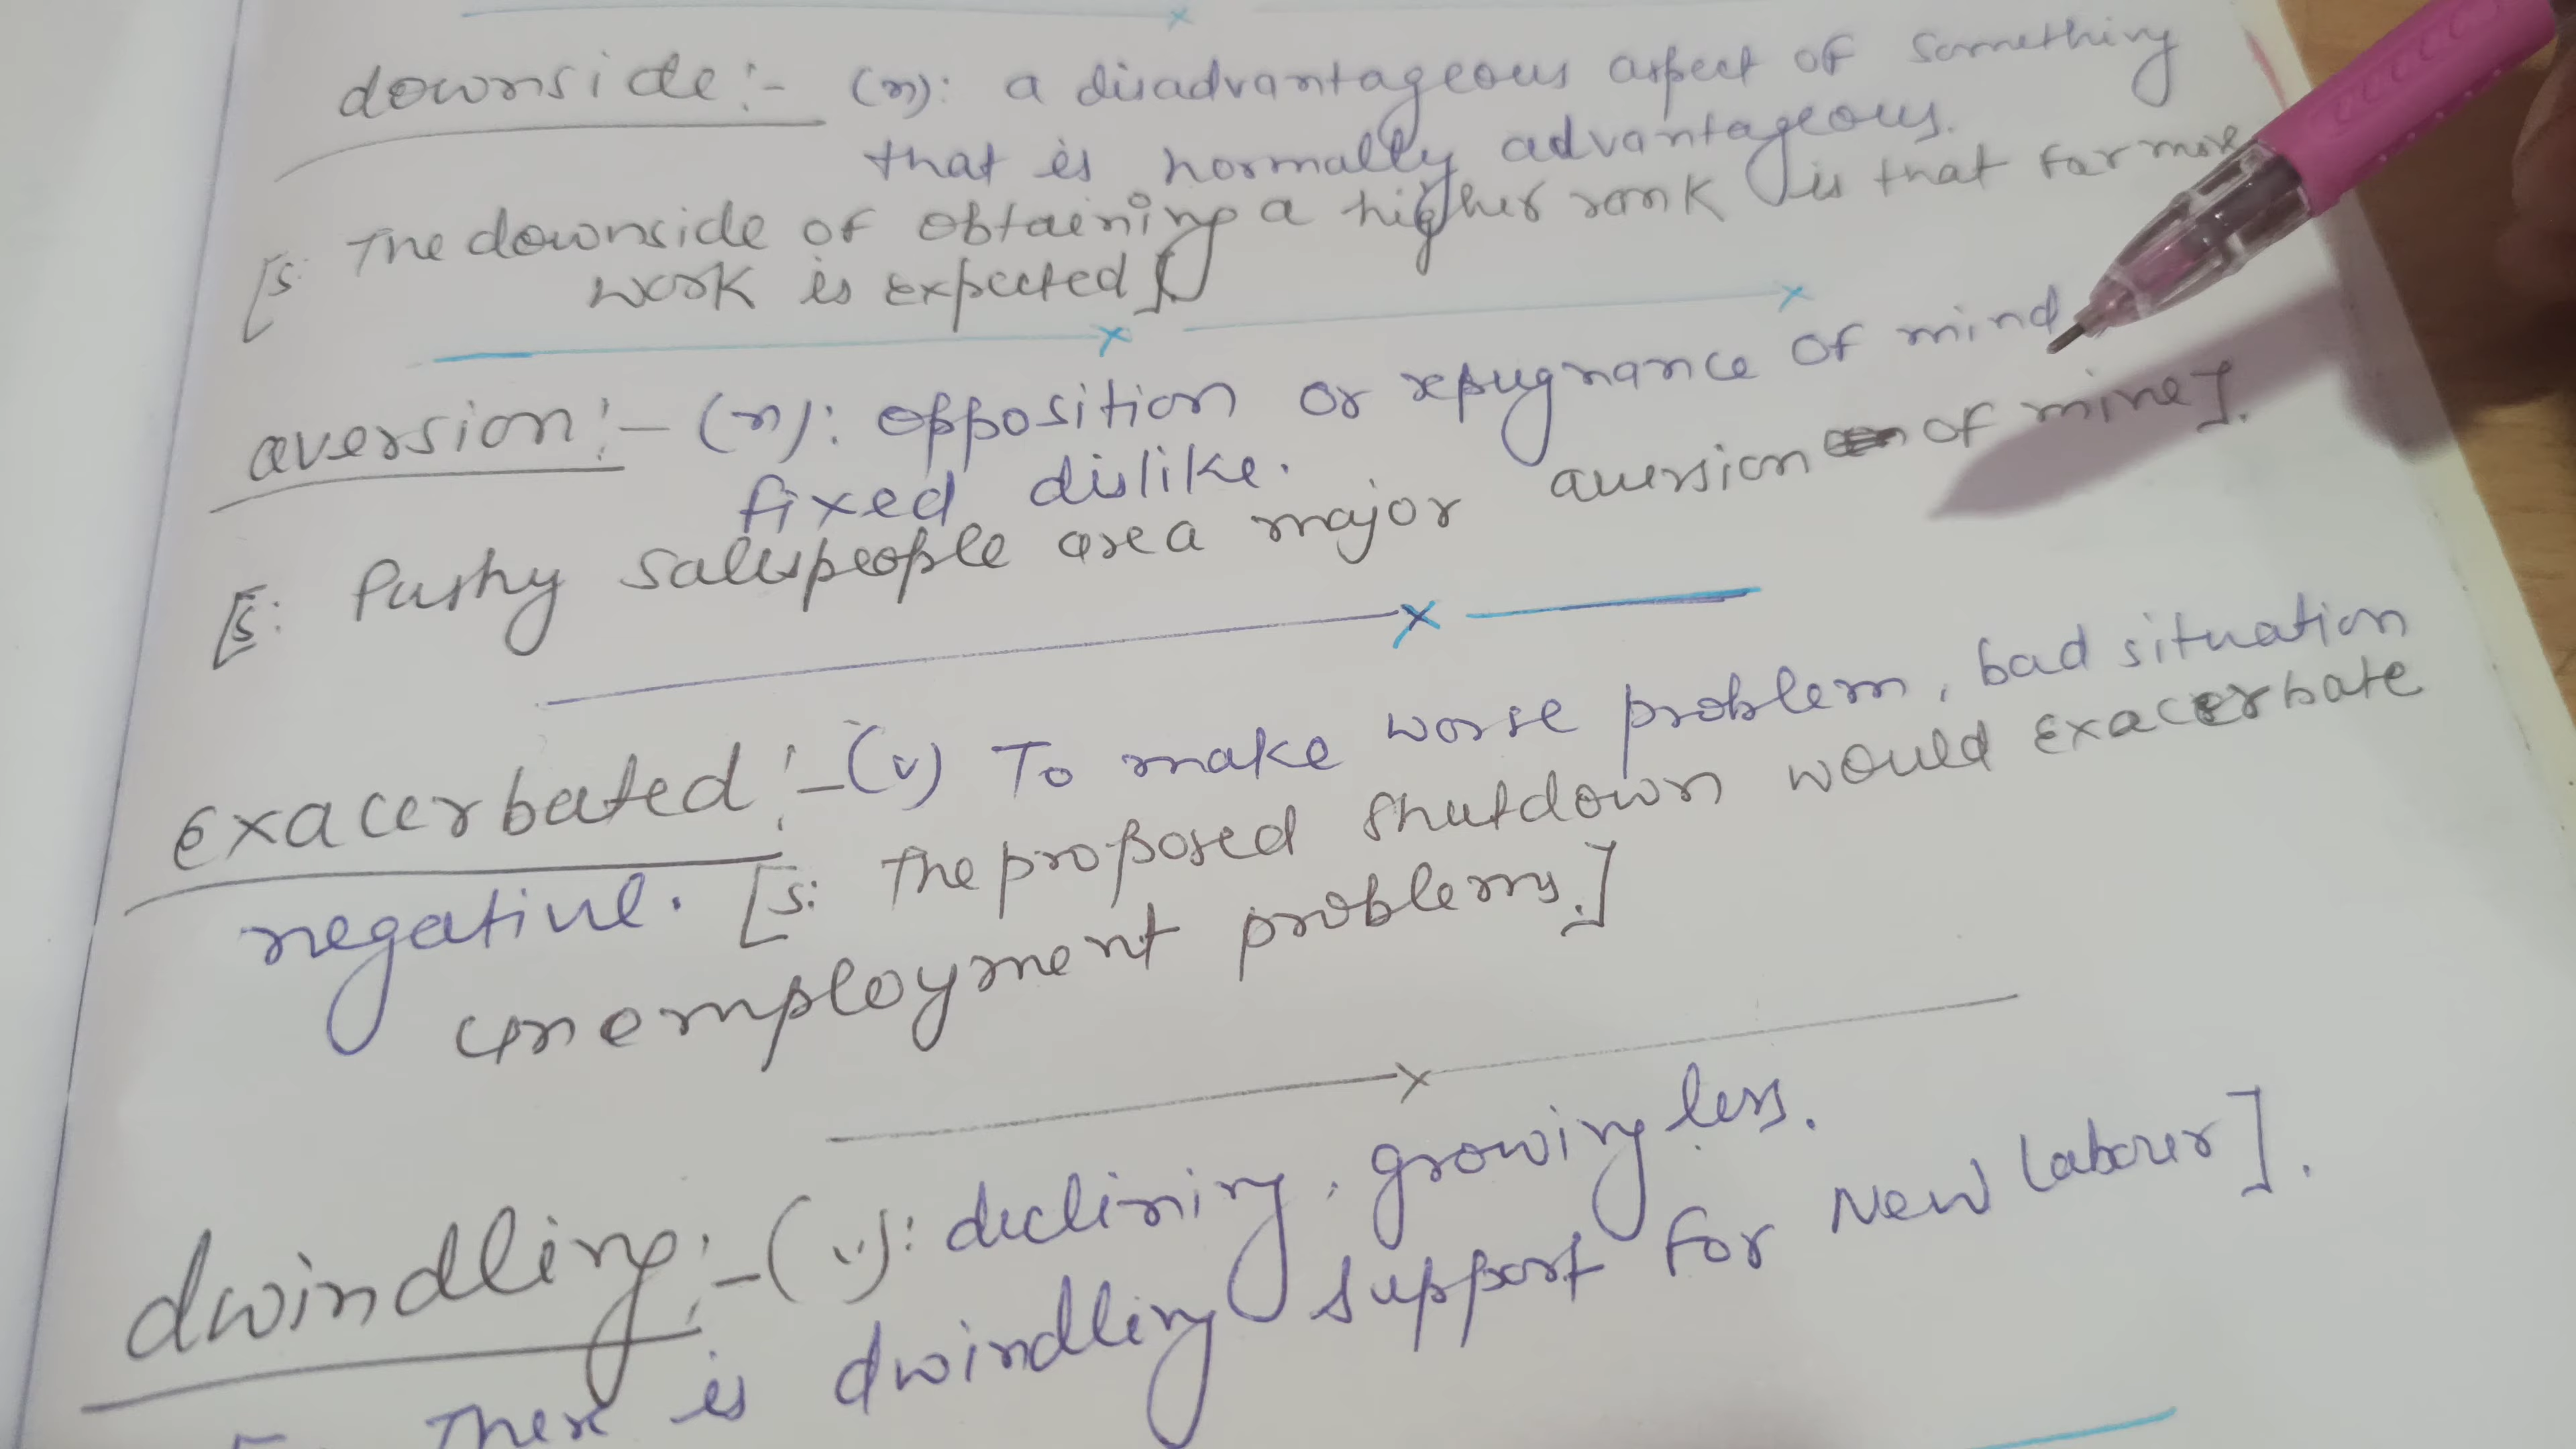 downside:- (n): a disadvantageous aspect of something
that is normally advantageous.
[s: The downside of obtaining a higher rank is that far more
work is expected]
aversion:- (n): opposition or repugnance of mind
fixed dislike.
[s: Pushy salespeople are a major aversion of mine].
exacerbated:- (v) To make worse problem, bad situation
negative. [s: The proposed shutdown would exacerbate
unemployment problems.]
dwindling:- (v): declining, growing less.
There is dwindling support for New Labour].